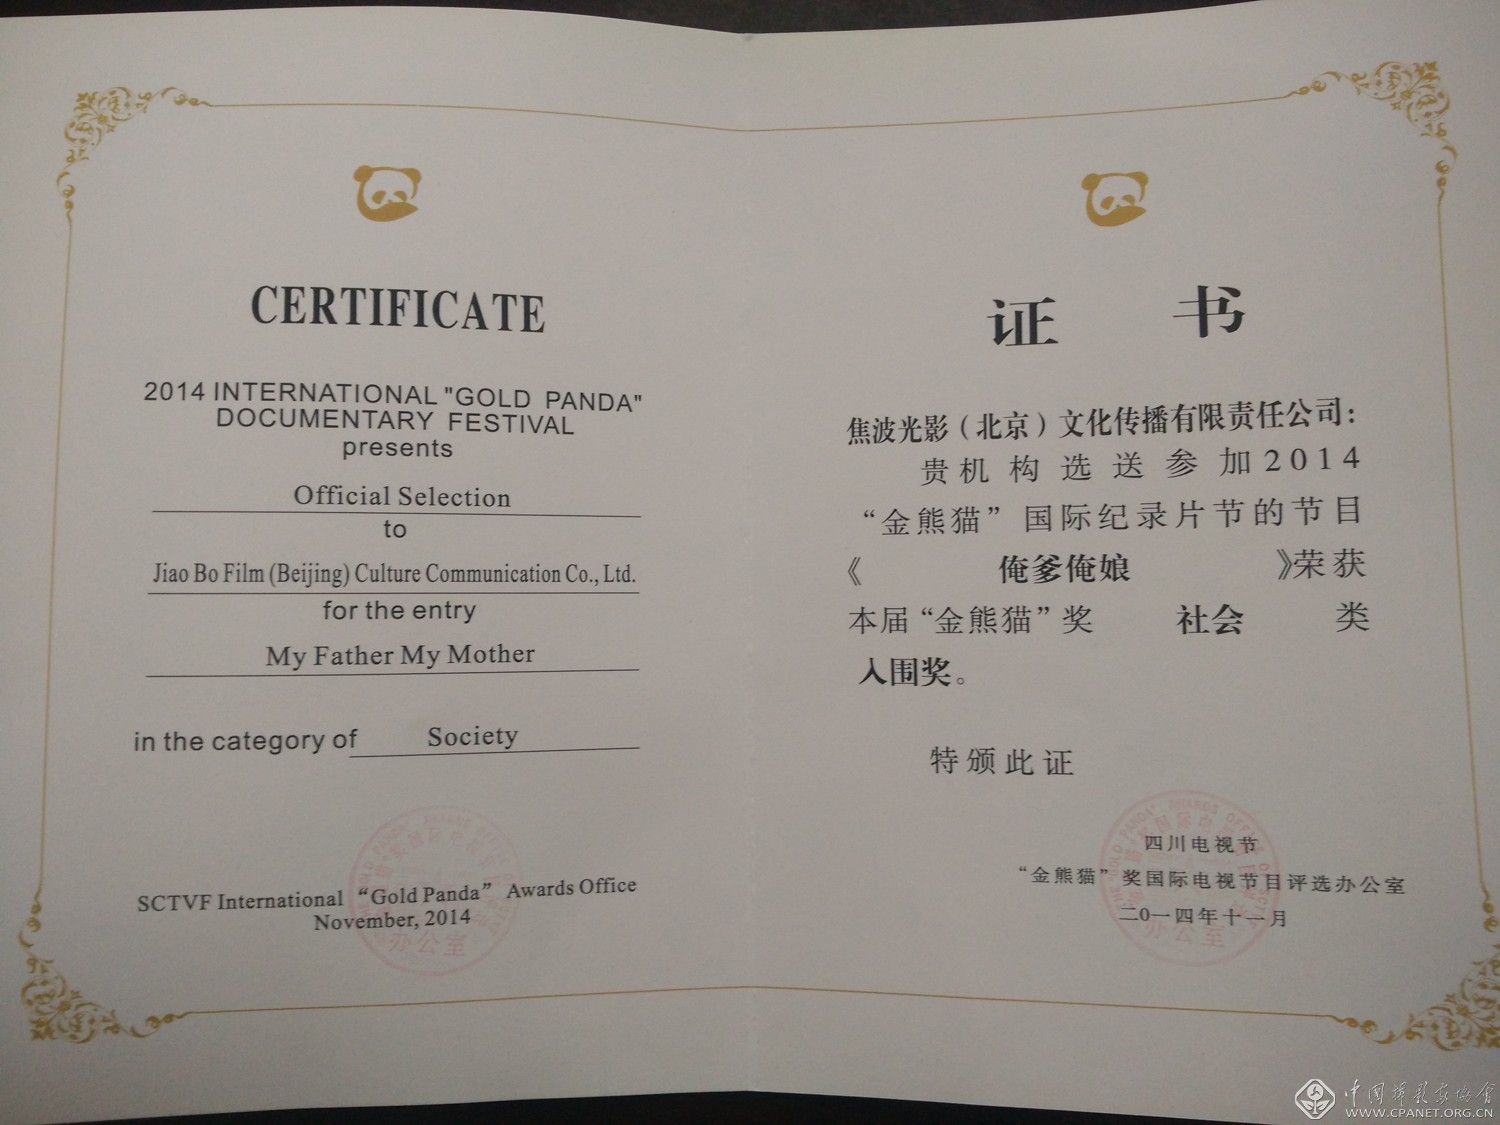 CERTIFICATE
2014 INTERNATIONAL "GOLD PANDA"
DOCUMENTARY FESTIVAL
presents
Official Selection
to
Jiao Bo Film (Beijing) Culture Communication Co., Ltd.
for the entry
My Father My Mother
in the category of Society
SCTVF International “Gold Panda” Awards Office
November, 2014
办公室
证 书
焦波光影（北京）文化传播有限责任公司：
贵机构选送参加2014
“金熊猫”国际纪录片节的节目
《 俺爹俺娘 》荣获
本届“金熊猫”奖 社会 类
入围奖。
特颁此证
四川电视节
“金熊猫”奖国际电视节目评选办公室
二〇一四年十一月
办公室
中国摄影家协会
WWW.CPANET.ORG.CN